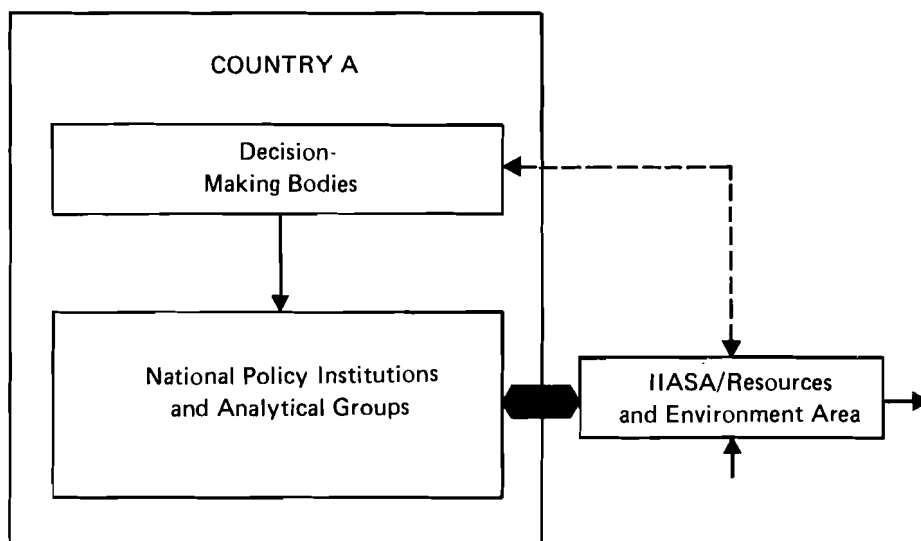 COUNTRY A
Decision-
Making Bodies
National Policy Institutions
and Analytical Groups
IIASA/Resources
and Environment Area